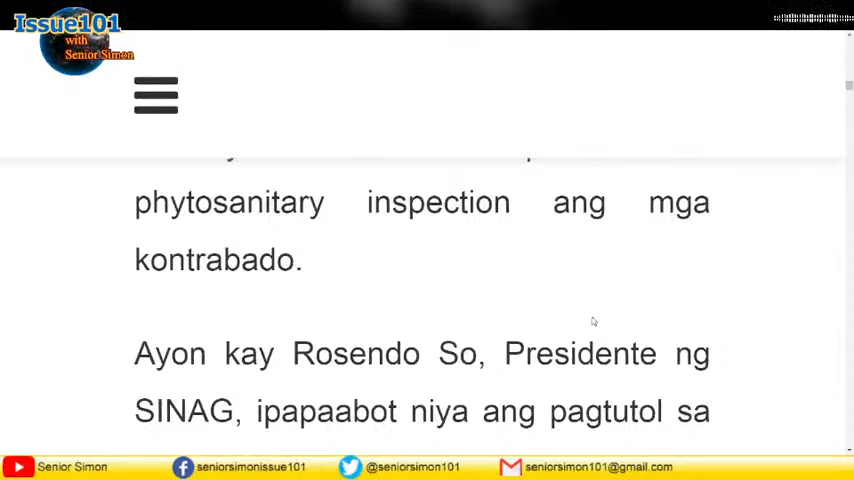 Issue101
with
Senior Simon
phytosanitary inspection ang mga
kontrabado.
Ayon kay Rosendo So, Presidente ng
SINAG, ipapaabot niya ang pagtutol sa
Senior Simon
seniorsimonissue101
@seniorsimon101
seniorsimon101@gmail.com